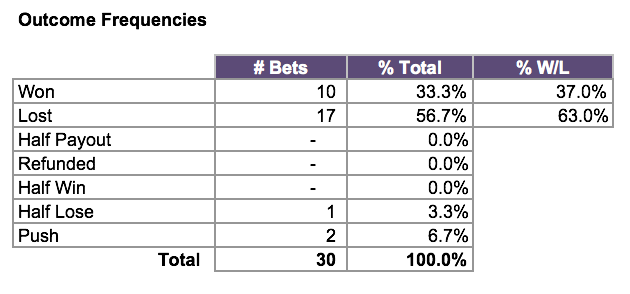 Outcome Frequencies
# Bets % Total % W/L
Won 10 33.3% 37.0%
Lost 17 56.7% 63.0%
Half Payout - 0.0%
Refunded - 0.0%
Half Win - 0.0%
Half Lose 1 3.3%
Push 2 6.7%
Total 30 100.0%